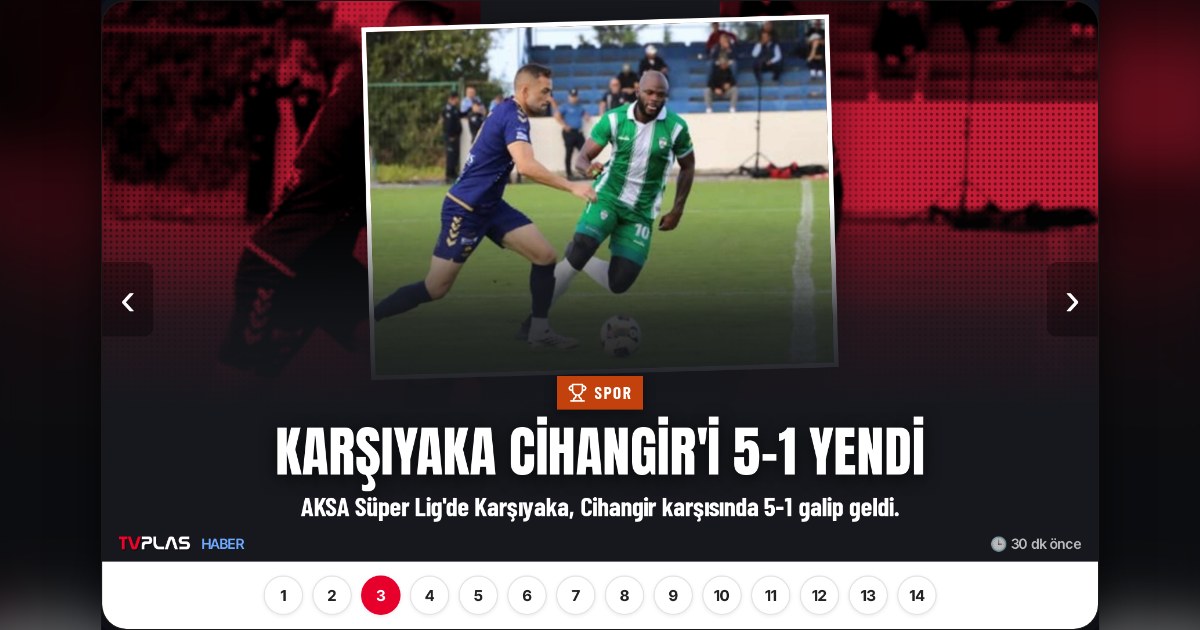 10
SPOR
KARŞIYAKA CİHANGİR'İ 5-1 YENDİ
AKSA Süper Lig'de Karşıyaka, Cihangir karşısında 5-1 galip geldi.
TVPLAS HABER
30 dk önce
1 2 3 4 5 6 7 8 9 10 11 12 13 14